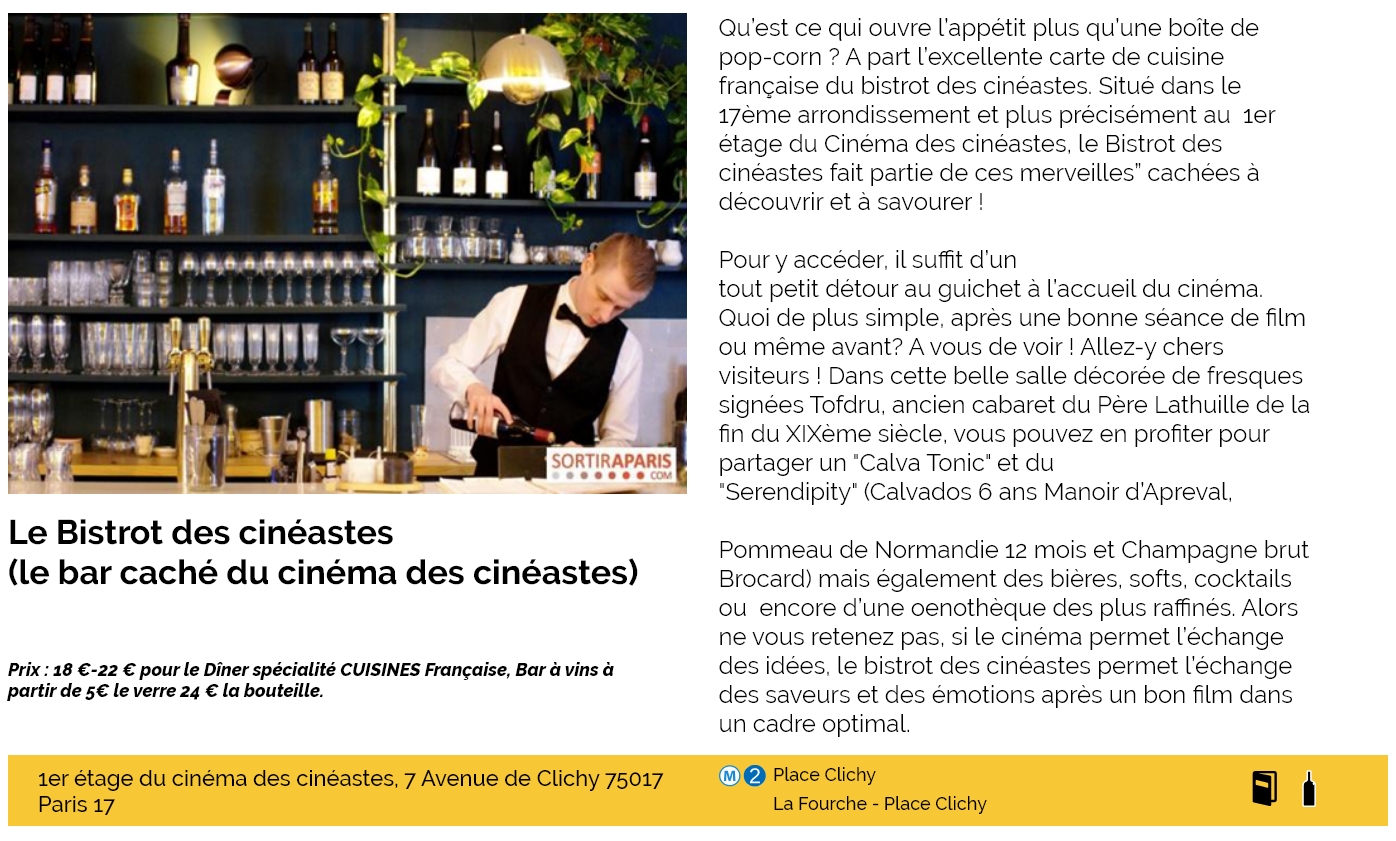 SORTIRAPARIS
COM
Le Bistrot des cinéastes
(le bar caché du cinéma des cinéastes)
Prix : 18 €-22 € pour le Dîner spécialité CUISINES Française, Bar à vins à
partir de 5€ le verre 24 € la bouteille.
Qu’est ce qui ouvre l’appétit plus qu’une boîte de
pop-corn ? A part l’excellente carte de cuisine
française du bistrot des cinéastes. Situé dans le
17ème arrondissement et plus précisément au  1er
étage du Cinéma des cinéastes, le Bistrot des
cinéastes fait partie de ces merveilles” cachées à
découvrir et à savourer !
Pour y accéder, il suffit d’un
tout petit détour au guichet à l’accueil du cinéma.
Quoi de plus simple, après une bonne séance de film
ou même avant? A vous de voir ! Allez-y chers
visiteurs ! Dans cette belle salle décorée de fresques
signées Tofdru, ancien cabaret du Père Lathuille de la
fin du XIXème siècle, vous pouvez en profiter pour
partager un "Calva Tonic" et du
"Serendipity" (Calvados 6 ans Manoir d’Apreval,
Pommeau de Normandie 12 mois et Champagne brut
Brocard) mais également des bières, softs, cocktails
ou  encore d’une oenothèque des plus raffinés. Alors
ne vous retenez pas, si le cinéma permet l’échange
des idées, le bistrot des cinéastes permet l’échange
des saveurs et des émotions après un bon film dans
un cadre optimal.
1er étage du cinéma des cinéastes, 7 Avenue de Clichy 75017
Paris 17
M 2 Place Clichy
La Fourche - Place Clichy